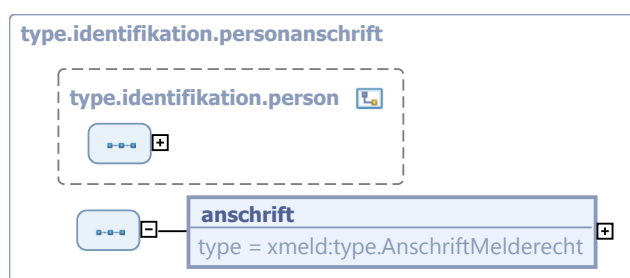 type.identifikation.personanschrift
type.identifikation.person
anschrift
type = xmeld:type.AnschriftMelderecht